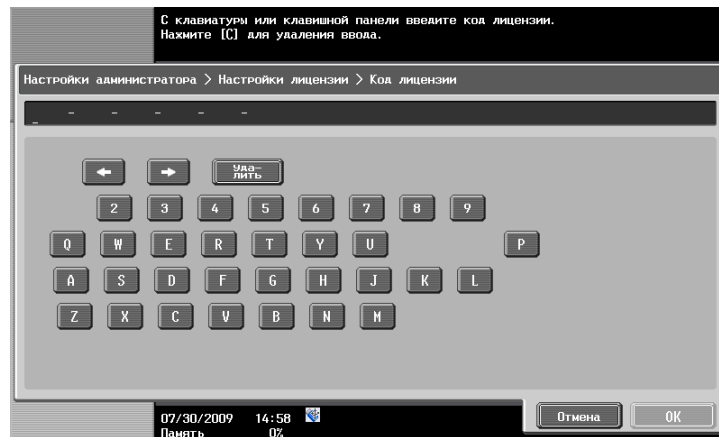 С клавиатуры или клавишной панели введите код лицензии.
Нажмите [C] для удаления ввода.
Настройки администратора > Настройки лицензии > Код лицензии
_ - - - - -
← → Уда-
лить
2 3 4 5 6 7 8 9
Q W E R T Y U P
A S D F G H J K L
Z X C V B N M
Отмена OK
07/30/2009 14:58
Память 0%